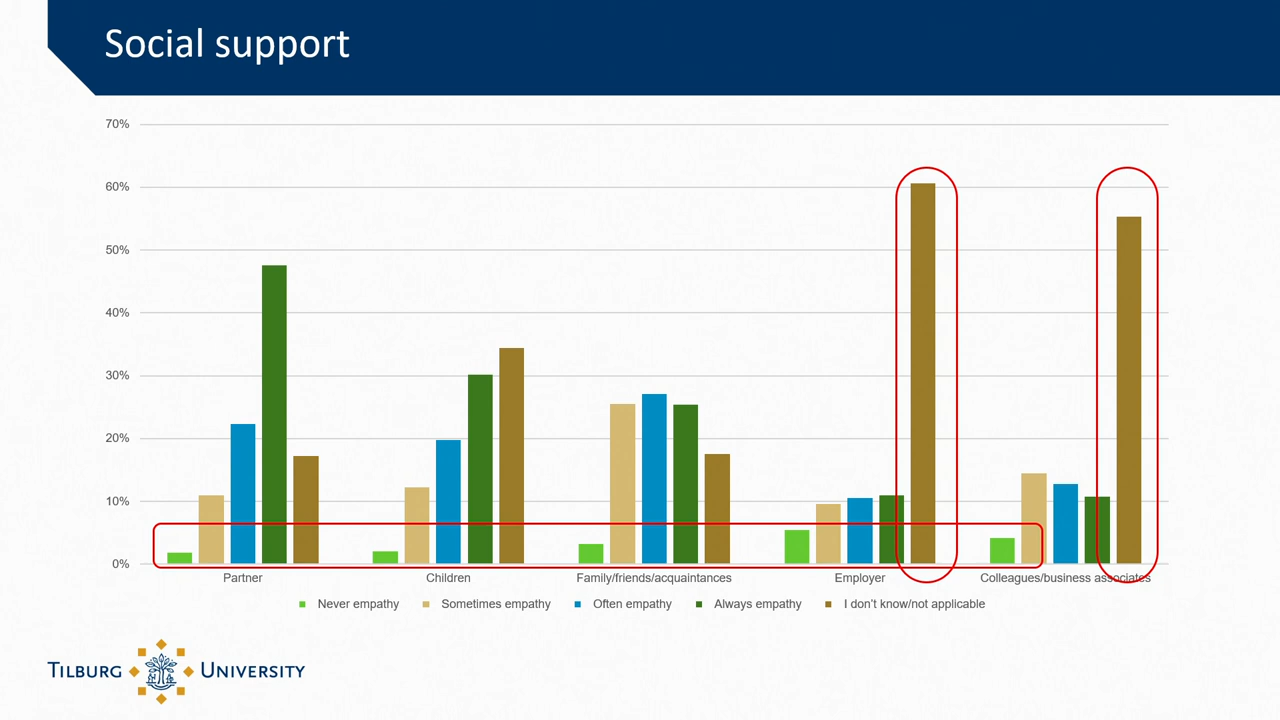 Social support
70%
60%
50%
40%
30%
20%
10%
0%
Partner Children Family/friends/acquaintances Employer Colleagues/business associates
Never empathy Sometimes empathy Often empathy Always empathy I don't know/not applicable
TILBURG UNIVERSITY